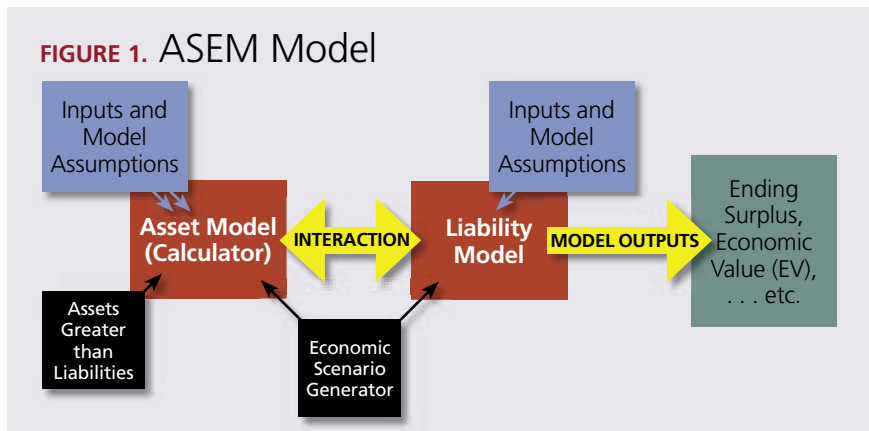 FIGURE 1. ASEM Model
Inputs and
Model
Assumptions
Inputs and
Model
Assumptions
Asset Model
(Calculator)
INTERACTION
Liability
Model
MODEL OUTPUTS
Ending
Surplus,
Economic
Value (EV),
. . . etc.
Assets
Greater
than
Liabilities
Economic
Scenario
Generator